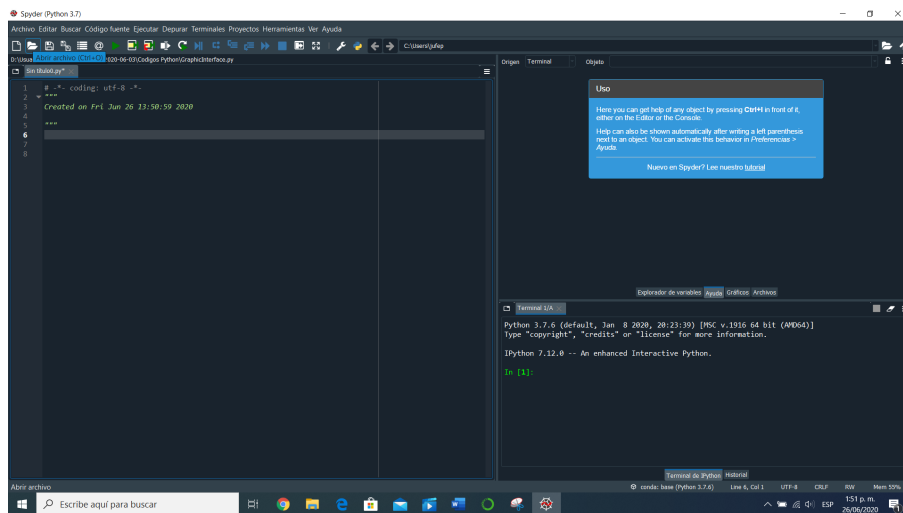 Spyder (Python 3.7)
Archivo Editar Buscar Código fuente Ejecutar Depurar Terminales Proyectos Herramientas Ver Ayuda
C:\Users\jufep
Abrir archivo (Ctrl+O)
020-06-03\Codigos Python\GraphicInterface.py
Sin título0.py*
1 # -*- coding: utf-8 -*-
2 """
3 Created on Fri Jun 26 13:50:59 2020
4
5 """
6
7
8
Origen Terminal Objeto
Uso
Here you can get help of any object by pressing Ctrl+I in front of it,
either on the Editor or the Console.
Help can also be shown automatically after writing a left parenthesis
next to an object. You can activate this behavior in Preferencias >
Ayuda.
Nuevo en Spyder? Lee nuestro tutorial
Explorador de variables Ayuda Gráficos Archivos
Terminal 1/A
Python 3.7.6 (default, Jan 8 2020, 20:23:39) [MSC v.1916 64 bit (AMD64)]
Type "copyright", "credits" or "license" for more information.
IPython 7.12.0 -- An enhanced Interactive Python.
In [1]:
Terminal de IPython Historial
Abrir archivo
conda: base (Python 3.7.6) Line 6, Col 1 UTF-8 CRLF RW Mem 55%
Escribe aquí para buscar
ESP
1:51 p. m.
26/06/2020